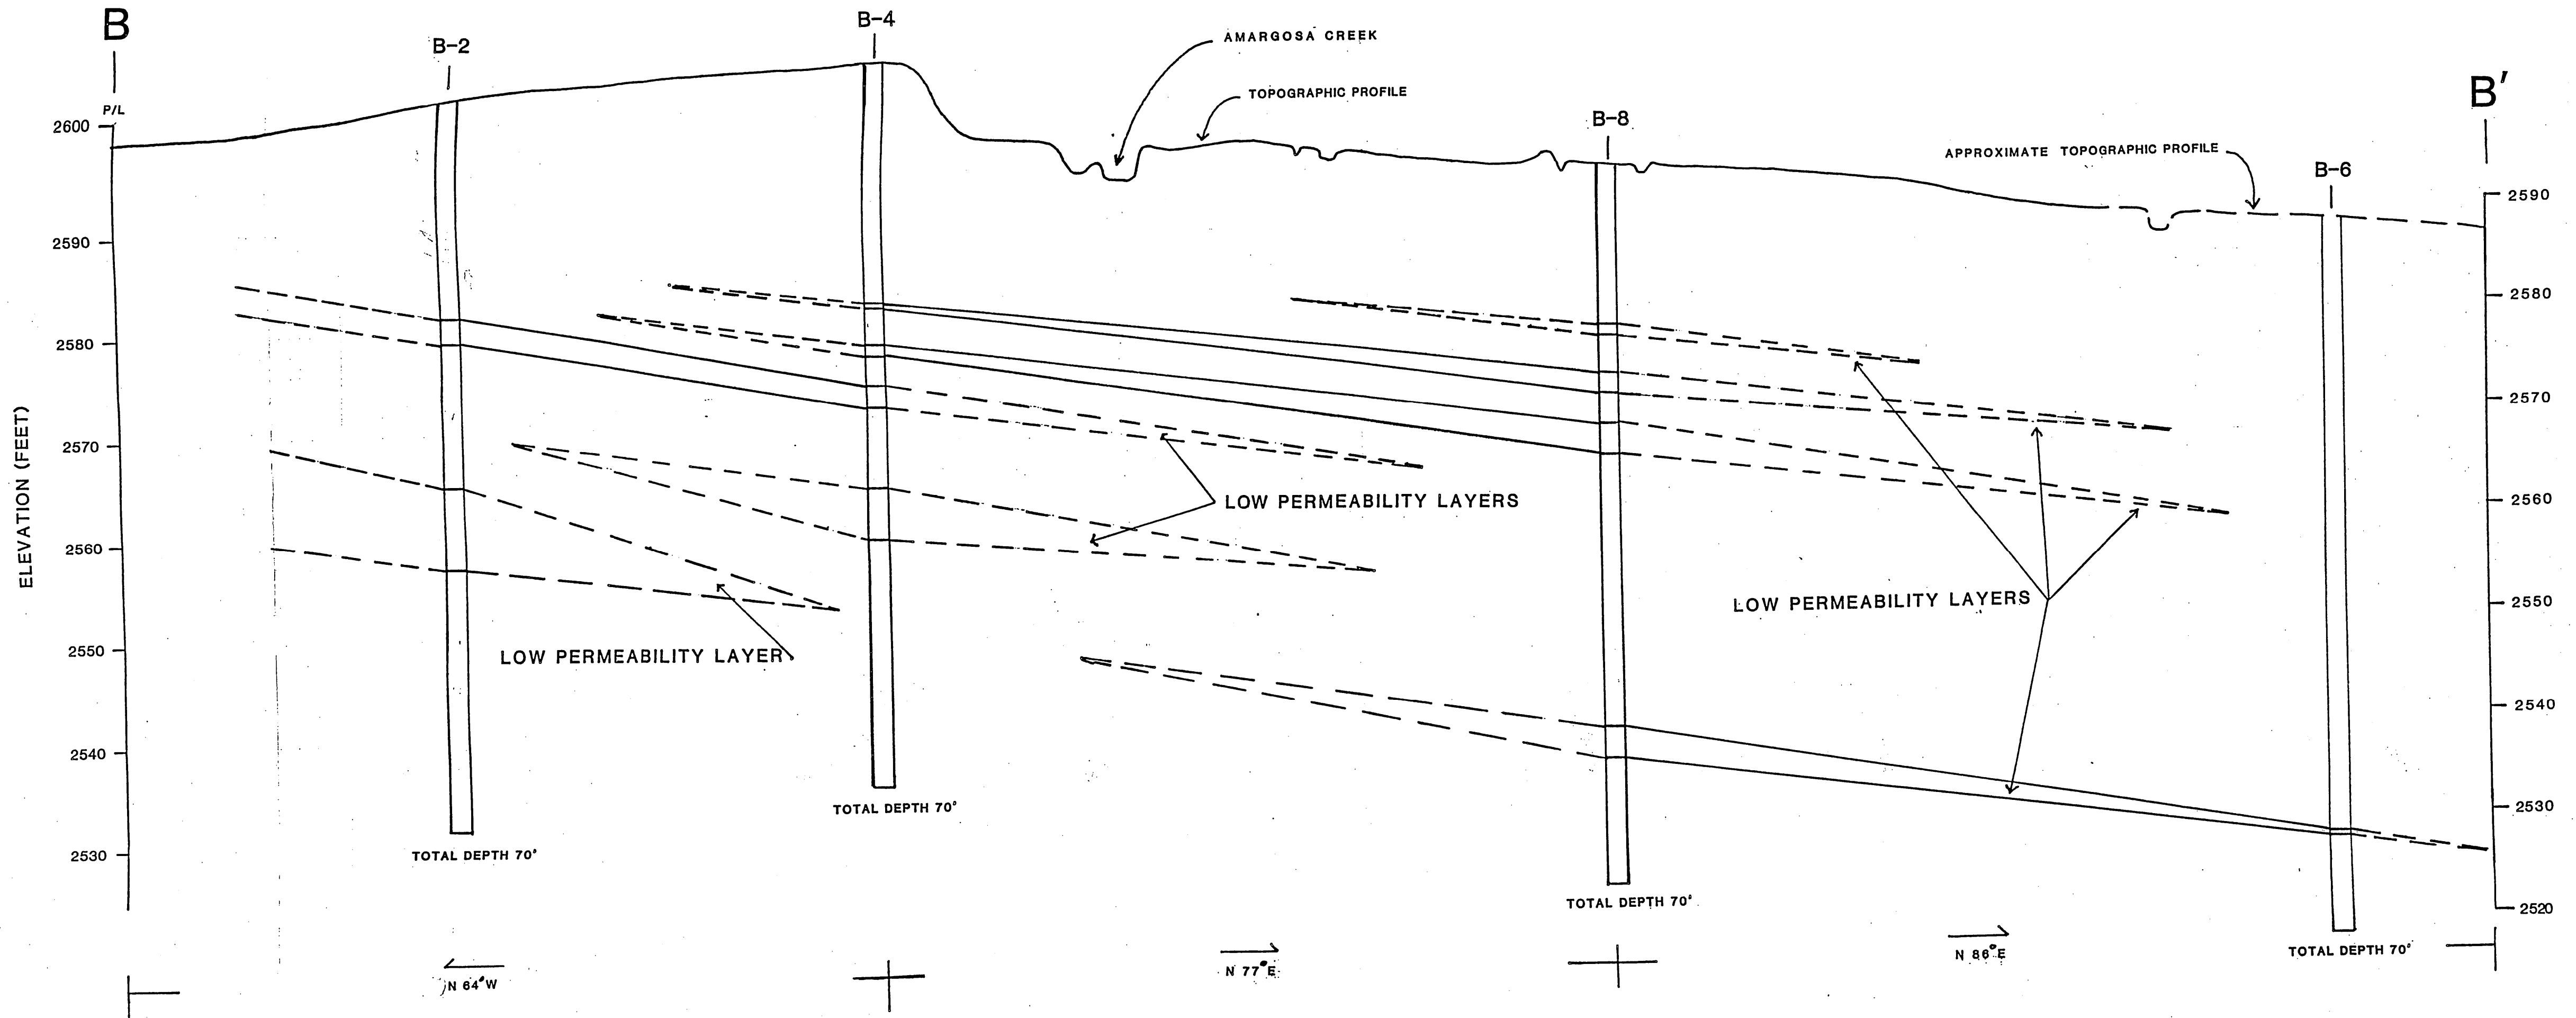 B
B-2
B-4
AMARGOSA CREEK
TOPOGRAPHIC PROFILE
B-8
APPROXIMATE TOPOGRAPHIC PROFILE
B-6
B'
P/L
2600
2590
2580
2570
2560
2550
2540
2530
ELEVATION (FEET)
2590
2580
2570
2560
2550
2540
2530
2520
LOW PERMEABILITY LAYERS
LOW PERMEABILITY LAYERS
LOW PERMEABILITY LAYER
TOTAL DEPTH 70'
TOTAL DEPTH 70'
TOTAL DEPTH 70'
TOTAL DEPTH 70'
N 64° W
N 77° E
N 86° E